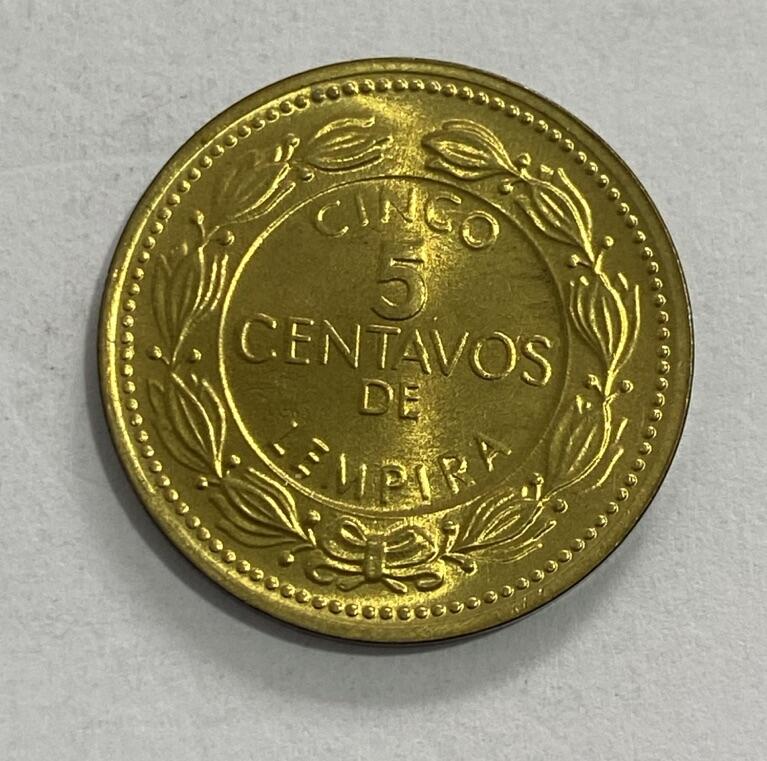 CINCO
5
CENTAVOS
DE
LEMPIRA